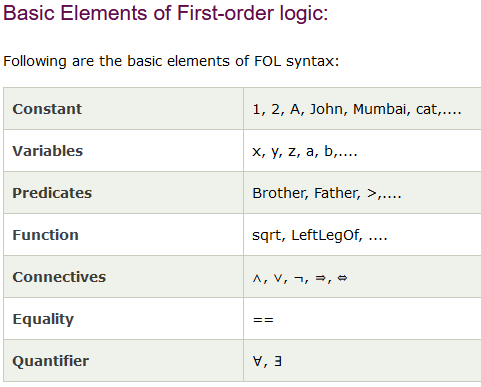 Basic Elements of First-order logic:
Following are the basic elements of FOL syntax:
Constant 1, 2, A, John, Mumbai, cat,....
Variables x, y, z, a, b,....
Predicates Brother, Father, >,....
Function sqrt, LeftLegOf, ....
Connectives ∧, ∨, ¬, ⇒, ⇔
Equality ==
Quantifier ∀, ∃